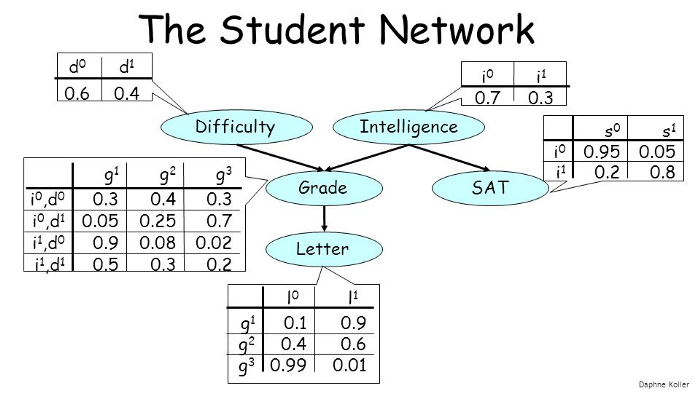 The Student Network
d⁰ d¹
0.6 0.4
i⁰ i¹
0.7 0.3
Difficulty
Intelligence
s⁰ s¹
i⁰ 0.95 0.05
i¹ 0.2 0.8
g¹ g² g³
i⁰,d⁰ 0.3 0.4 0.3
i⁰,d¹ 0.05 0.25 0.7
i¹,d⁰ 0.9 0.08 0.02
i¹,d¹ 0.5 0.3 0.2
Grade
SAT
Letter
l⁰ l¹
g¹ 0.1 0.9
g² 0.4 0.6
g³ 0.99 0.01
Daphne Koller